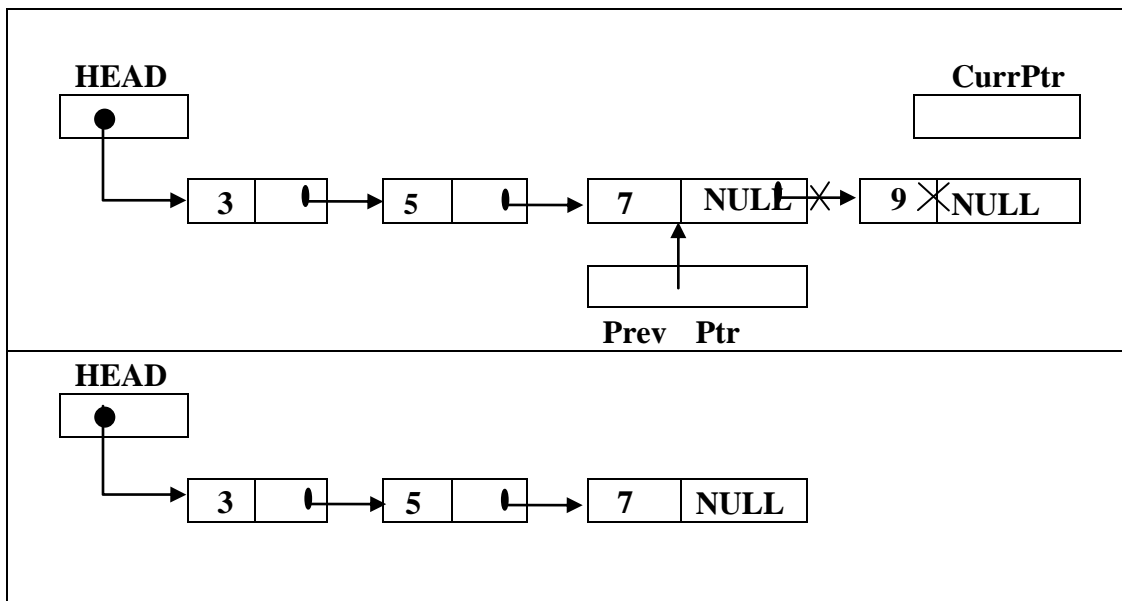 HEAD CurrPtr
3 5 7 NULL 9 NULL
Prev Ptr
HEAD
3 5 7 NULL